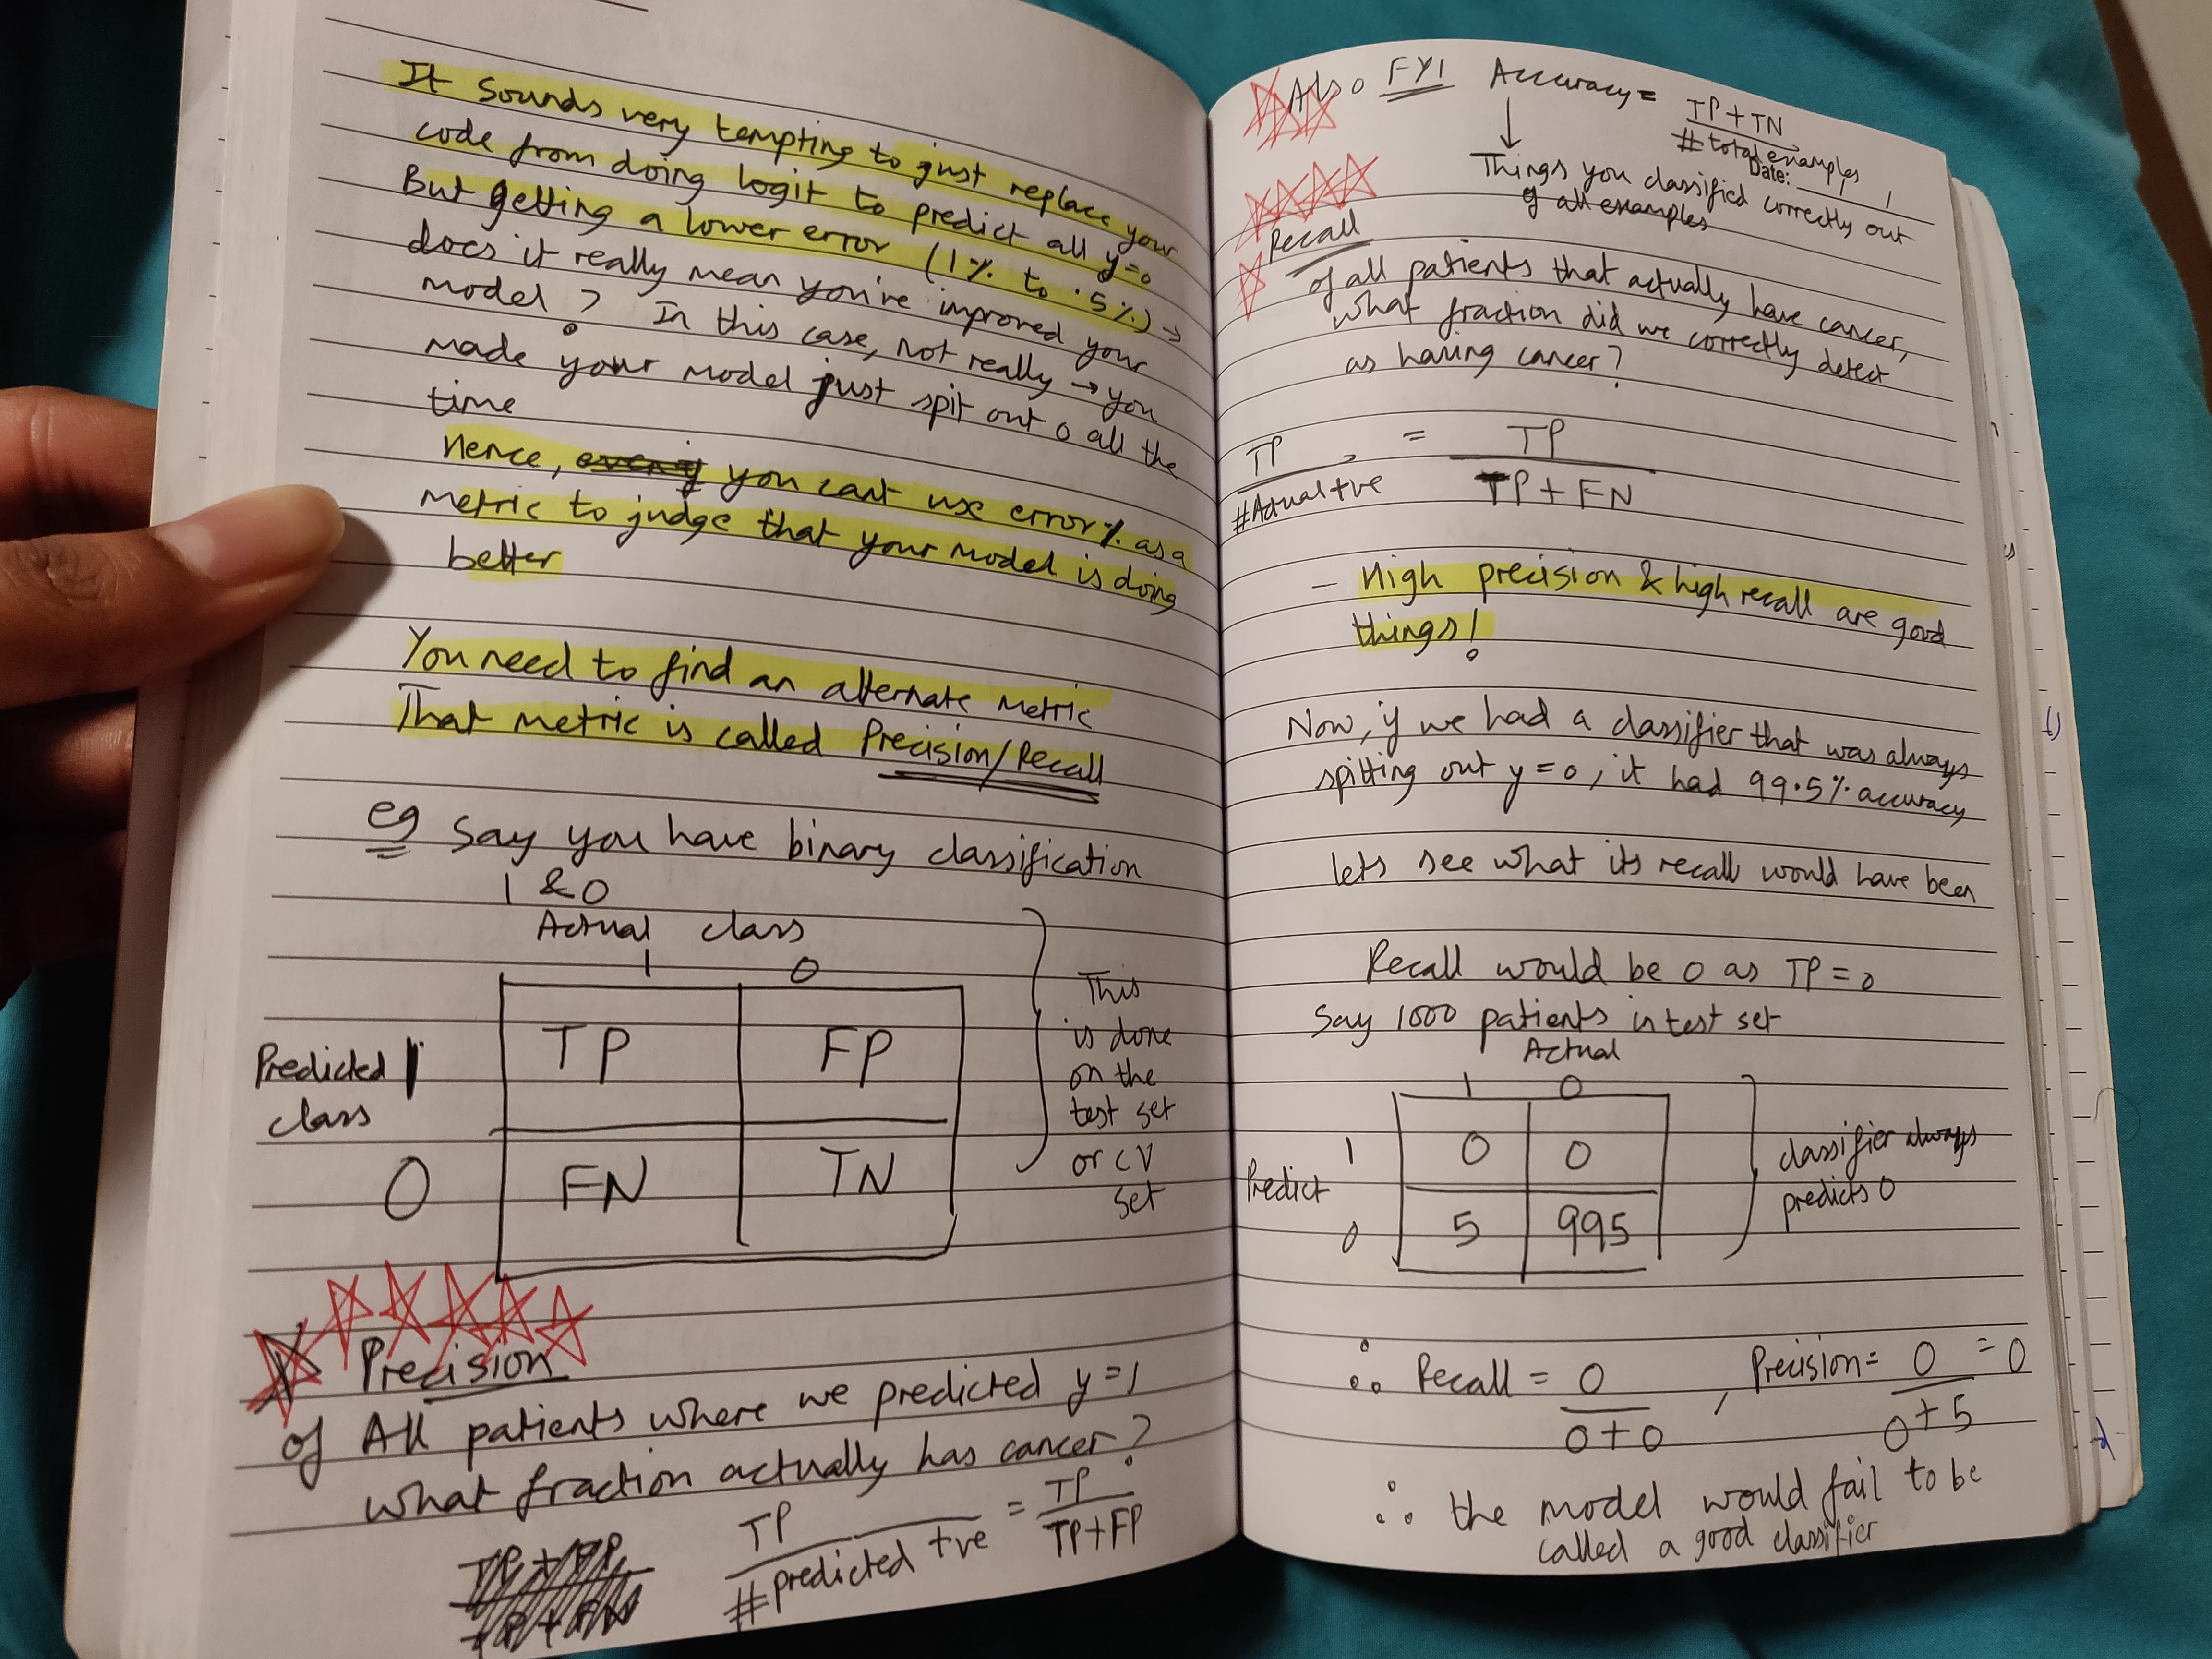 It sounds very tempting to just replace your
code from doing logit to predict all y=0
But getting a lower error (1% to .5%) →
does it really mean you've improved your
model? In this case, not really → you
made your model just spit out 0 all the
time
Hence, you cant use error % as a
metric to judge that your model is doing
better
You need to find an alternate metric
That metric is called Precision/Recall
eg Say you have binary classification
1 & 0
Actual class
1 0
Predicted 1 TP FP
class
0 FN TN
This
is done
on the
test set
or CV
set
Precision
Of All patients where we predicted y=1
what fraction actually has cancer?
TP = TP
#predicted +ve TP+FP
Also FYI Accuracy = TP+TN
#total examples
Date:
↓
Things you classified correctly out
of all examples
Recall
Of all patients that actually have cancer,
what fraction did we correctly detect
as having cancer?
TP = TP
#Actual +ve TP+FN
- High precision & high recall are good
things!
Now, if we had a classifier that was always
spitting out y=0, it had 99.5% accuracy
lets see what its recall would have been
Recall would be 0 as TP=0
Say 1000 patients in test set
Actual
1 0
1 0 0
Predict
0 5 995
classifier always
predicts 0
∴ Recall = 0 , Precision = 0 = 0
0+0 0+5
∴ the model would fail to be
called a good classifier